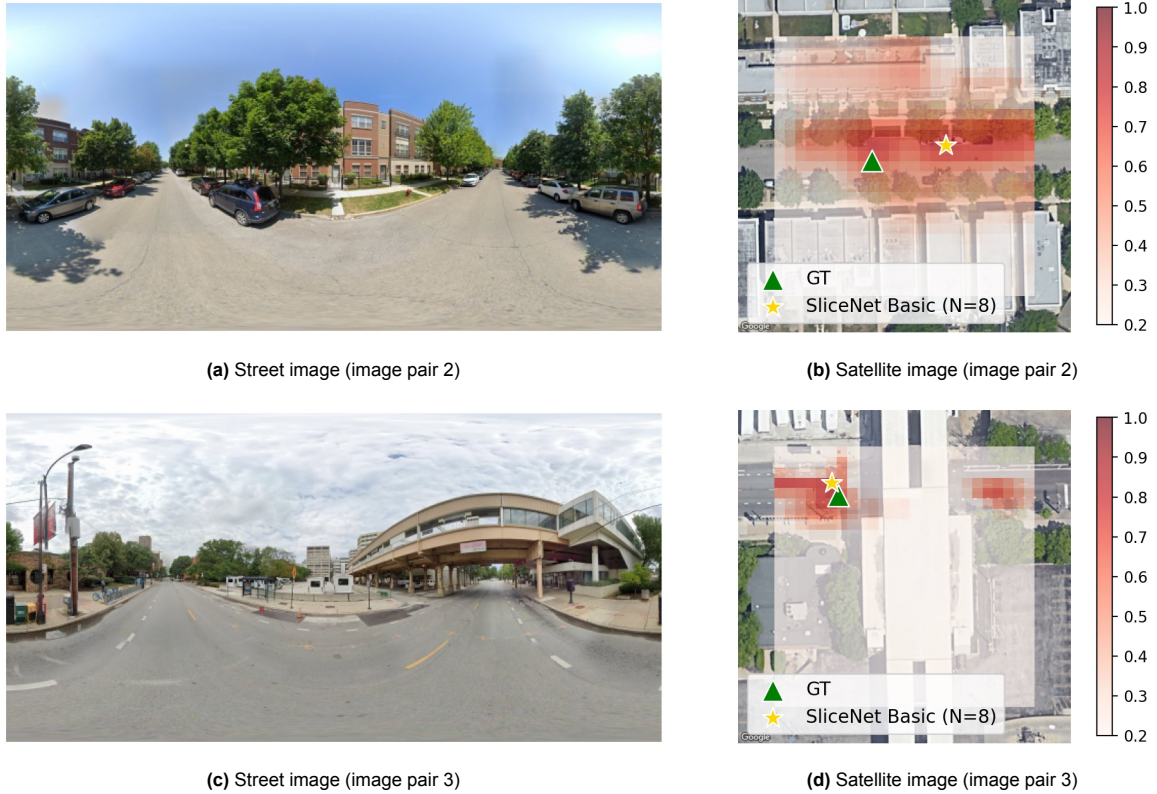 1.0
0.9
0.8
0.7
0.6
0.5
0.4
0.3
0.2
GT
SliceNet Basic (N=8)
Google
(a) Street image (image pair 2)
(b) Satellite image (image pair 2)
1.0
0.9
0.8
0.7
0.6
0.5
0.4
0.3
0.2
GT
SliceNet Basic (N=8)
Google
(c) Street image (image pair 3)
(d) Satellite image (image pair 3)